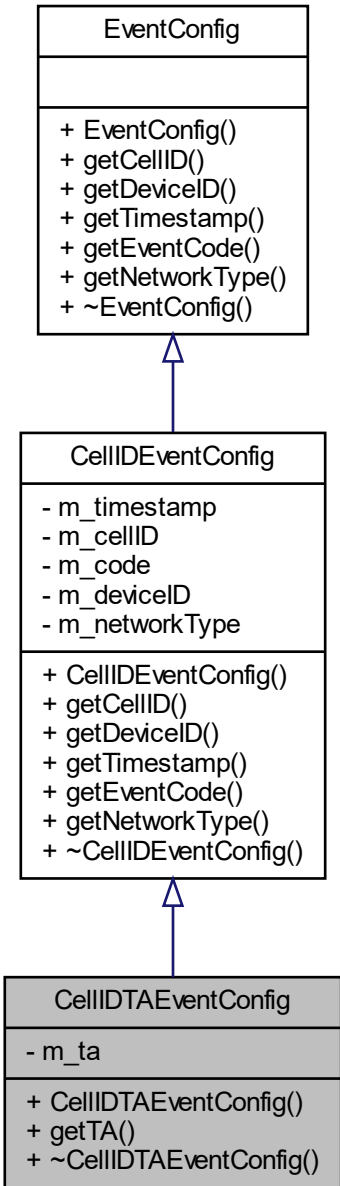 EventConfig
+ EventConfig()
+ getCellID()
+ getDeviceID()
+ getTimestamp()
+ getEventCode()
+ getNetworkType()
+ ~EventConfig()
CellIDEventConfig
- m_timestamp
- m_cellID
- m_code
- m_deviceID
- m_networkType
+ CellIDEventConfig()
+ getCellID()
+ getDeviceID()
+ getTimestamp()
+ getEventCode()
+ getNetworkType()
+ ~CellIDEventConfig()
CellIDTAEventConfig
- m_ta
+ CellIDTAEventConfig()
+ getTA()
+ ~CellIDTAEventConfig()